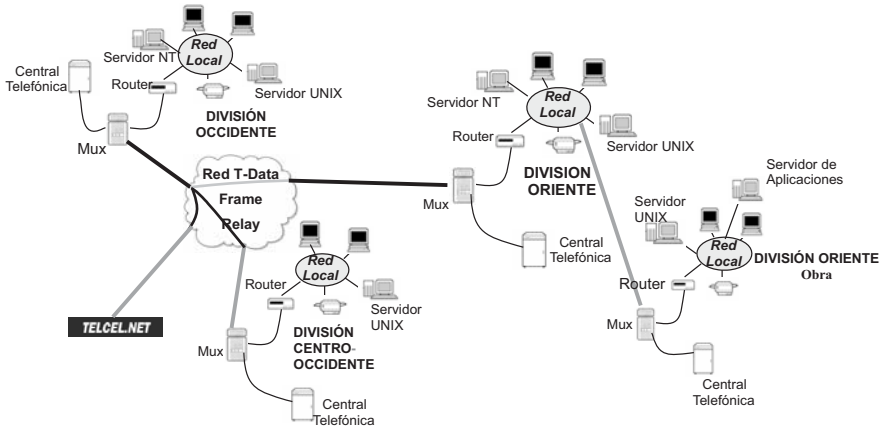 Red
Local
Servidor NT
Central
Telefónica
Router
Servidor UNIX
DIVISIÓN
OCCIDENTE
Mux
Red T-Data
Frame
Relay
TELCEL.NET
Red
Local
Servidor NT
Router
Servidor UNIX
DIVISION
ORIENTE
Mux
Central
Telefónica
Servidor de
Aplicaciones
Servidor
UNIX
Red
Local
DIVISIÓN ORIENTE
Obra
Router
Mux
Central
Telefónica
Red
Local
Router
Servidor
UNIX
DIVISIÓN
CENTRO-
OCCIDENTE
Mux
Central
Telefónica